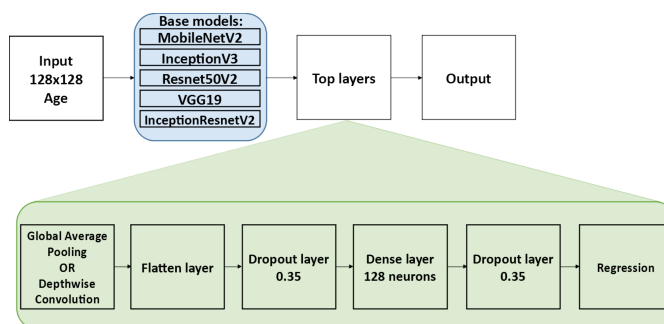 Input
128x128
Age
Base models:
MobileNetV2
InceptionV3
Resnet50V2
VGG19
InceptionResnetV2
Top layers
Output
Global Average
Pooling
OR
Depthwise
Convolution
Flatten layer
Dropout layer
0.35
Dense layer
128 neurons
Dropout layer
0.35
Regression